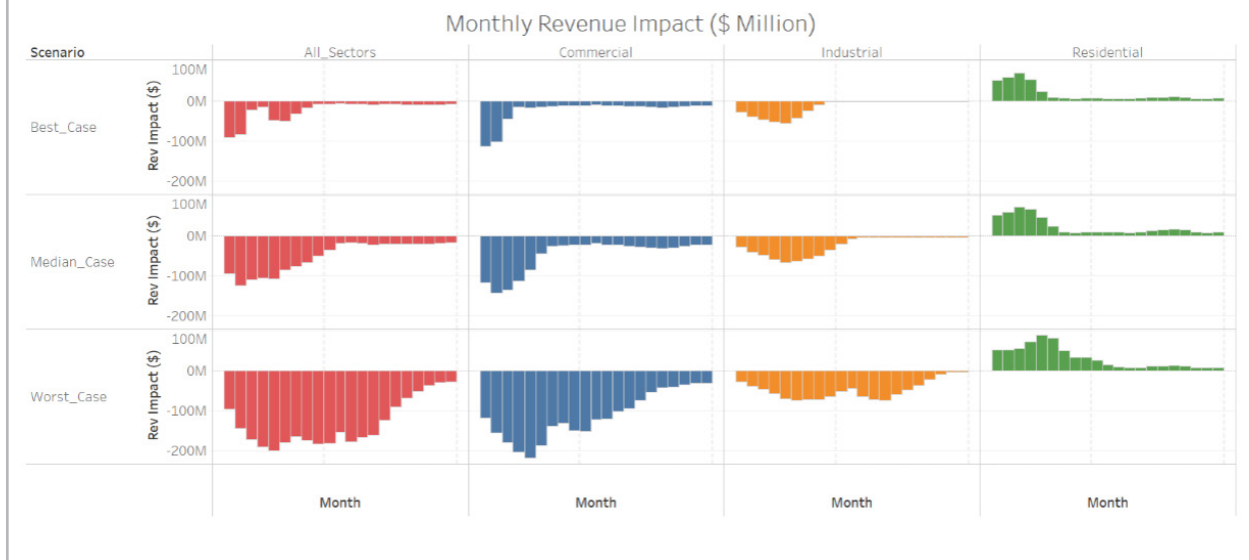 Monthly Revenue Impact ($ Million)
Scenario All_Sectors Commercial Industrial Residential
Best_Case
Rev Impact ($)
100M
0M
-100M
-200M
Median_Case
Rev Impact ($)
100M
0M
-100M
-200M
Worst_Case
Rev Impact ($)
100M
0M
-100M
-200M
Month Month Month Month